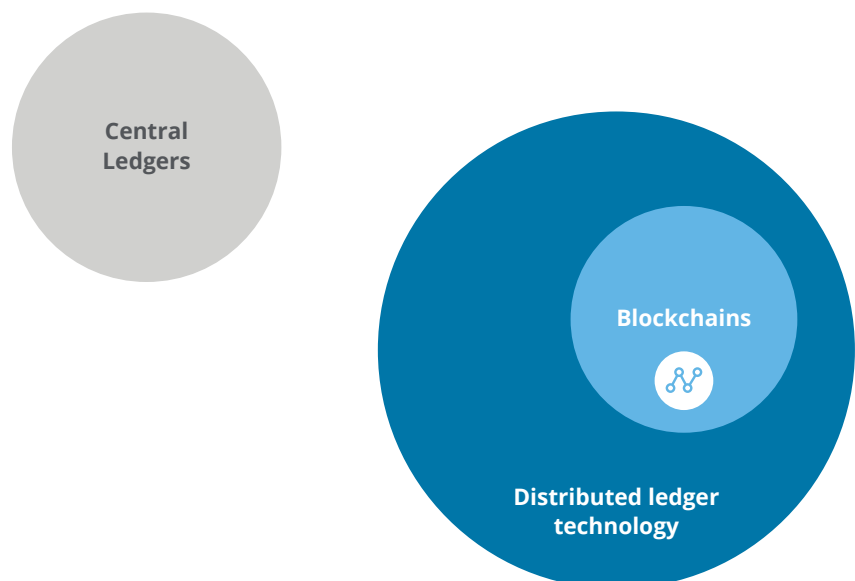 Central
Ledgers
Blockchains
Distributed ledger
technology